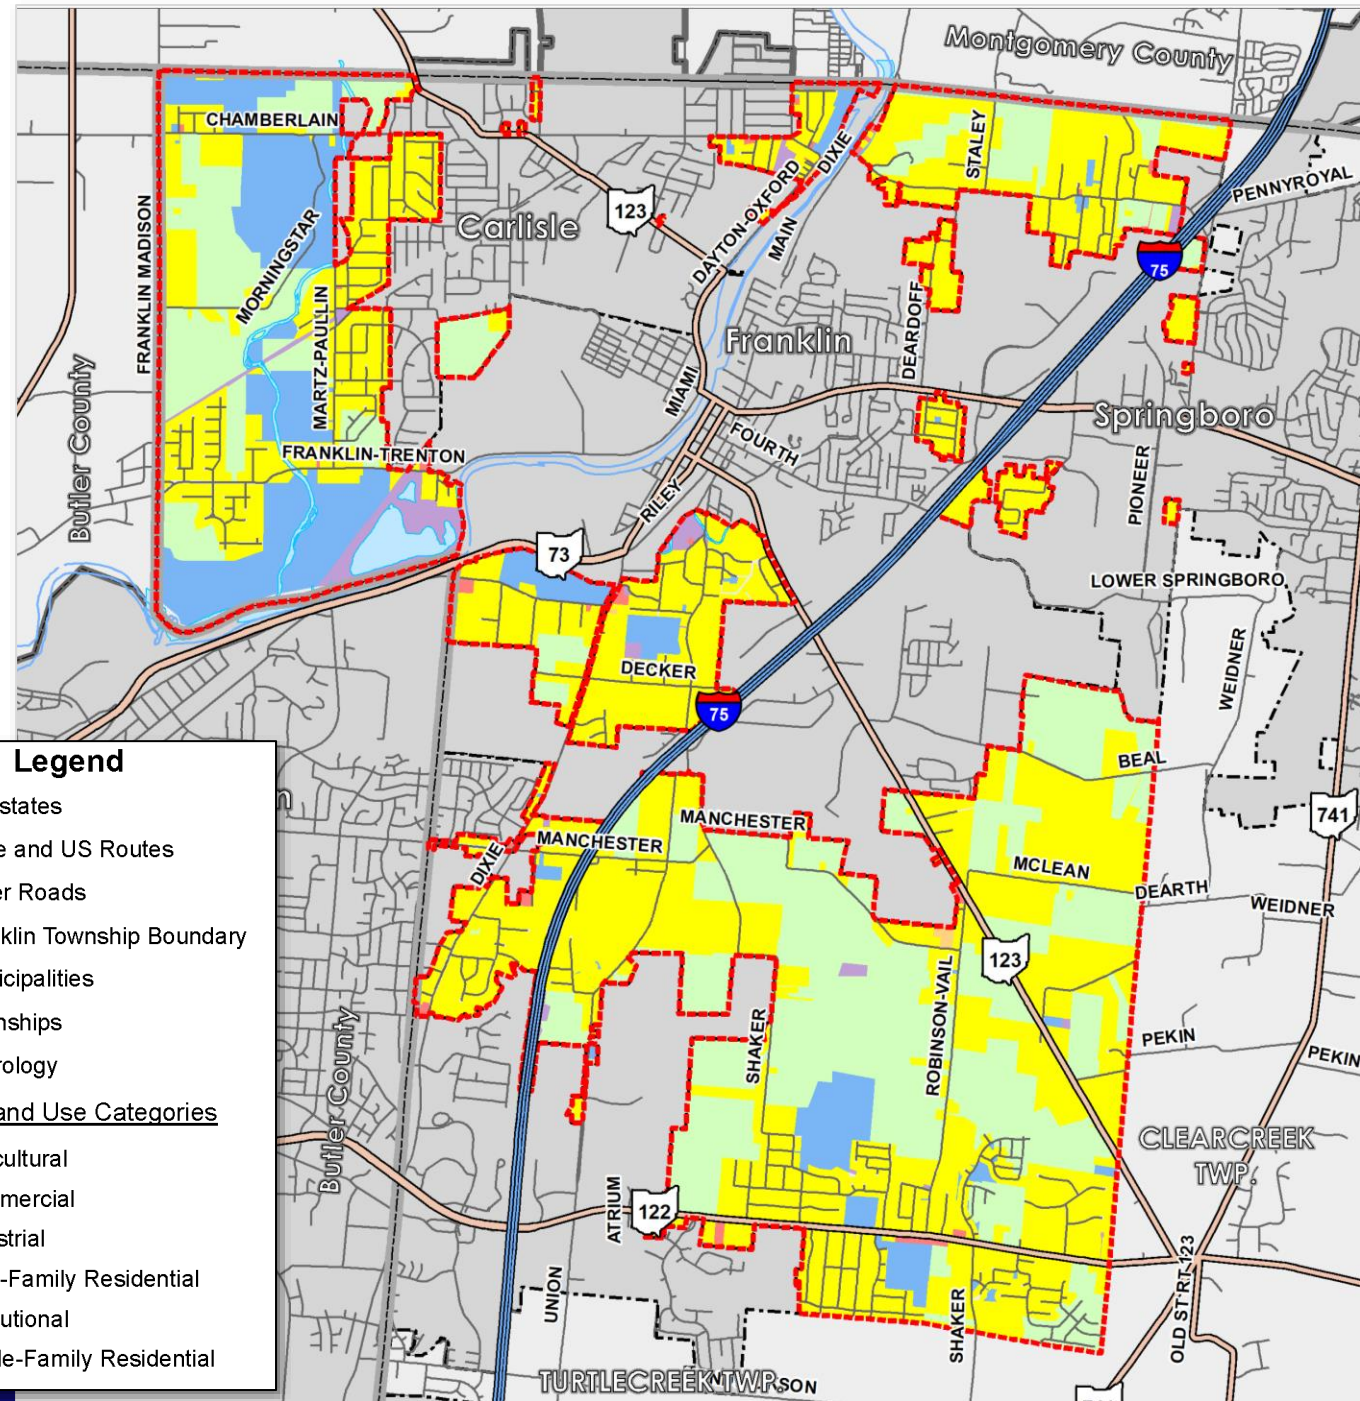 Montgomery County
CHAMBERLAIN
STALEY
DIXIE
PENNYROYAL
DAYTON-OXFORD
123
Carlisle
MAIN
FRANKLIN MADISON
MORNINGSTAR
75
MARTZ-PAULLIN
DEARDOFF
Franklin
Butler County
MIAMI
Springboro
FOURTH
FRANKLIN-TRENTON
PIONEER
RILEY
73
LOWER SPRINGBORO
WEIDNER
DECKER
75
BEAL
Legend
states
e and US Routes
er Roads
klin Township Boundary
icipalities
nships
rology
and Use Categories
cultural
mercial
strial
-Family Residential
utional
le-Family Residential
n
MANCHESTER
MANCHESTER
741
DIXIE
MCLEAN
DEARTH
WEIDNER
123
ROBINSON-VAIL
SHAKER
PEKIN
PEKIN
Butler County
CLEARCREEK
TWP.
ATRIUM
122
OLD ST RT 123
UNION
SHAKER
TURTLECREEK TWP.
SON